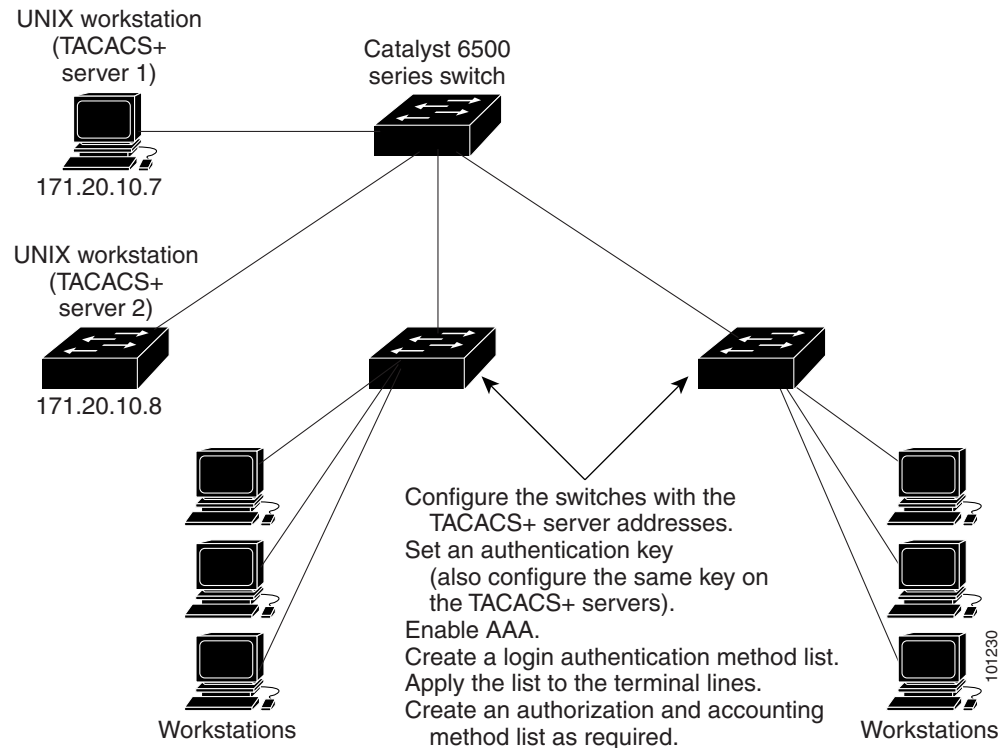 UNIX workstation
(TACACS+
server 1)
Catalyst 6500
series switch
171.20.10.7
UNIX workstation
(TACACS+
server 2)
171.20.10.8
Configure the switches with the
TACACS+ server addresses.
Set an authentication key
(also configure the same key on
the TACACS+ servers).
Enable AAA.
Create a login authentication method list.
Apply the list to the terminal lines.
Create an authorization and accounting
method list as required.
Workstations
Workstations
101230